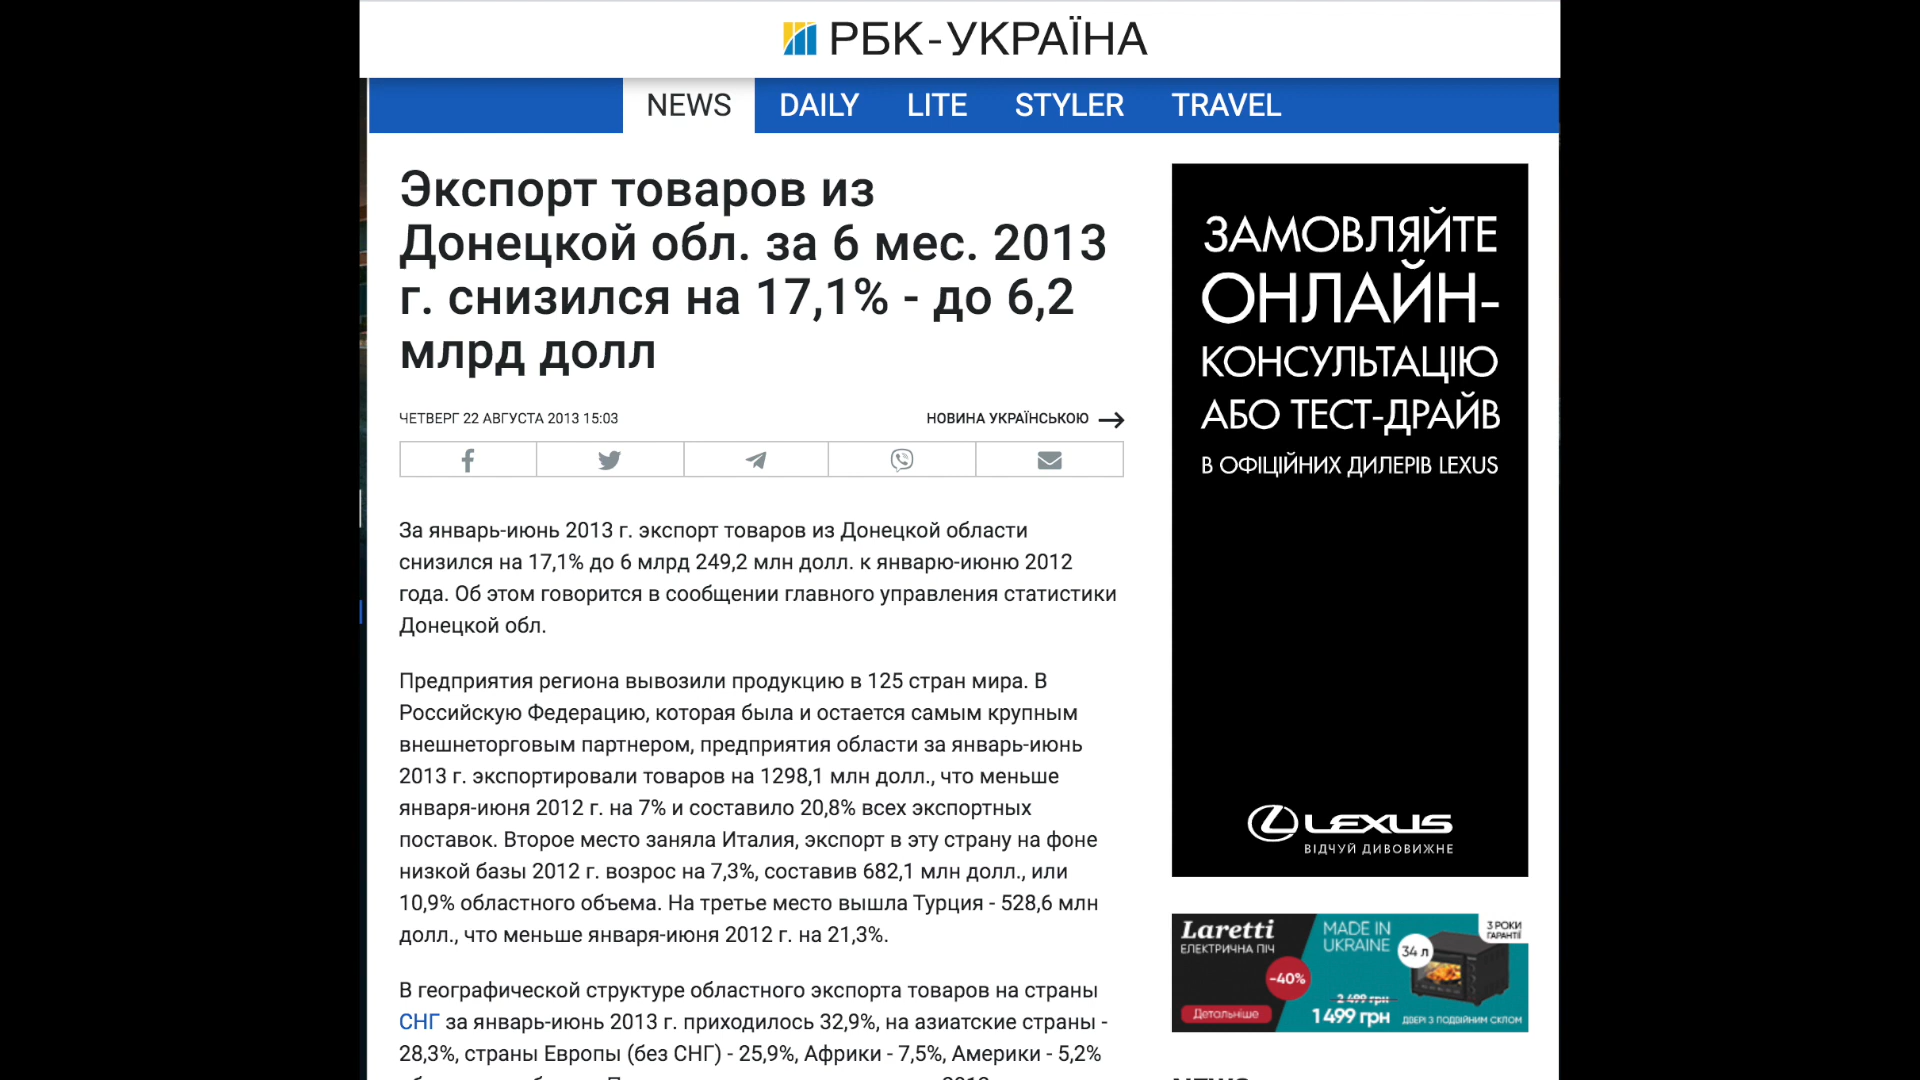 РБК-УКРАЇНА
NEWS DAILY LITE STYLER TRAVEL
Экспорт товаров из
Донецкой обл. за 6 мес. 2013
г. снизился на 17,1% - до 6,2
млрд долл
ЧЕТВЕРГ 22 АВГУСТА 2013 15:03
НОВИНА УКРАЇНСЬКОЮ
За январь-июнь 2013 г. экспорт товаров из Донецкой области
снизился на 17,1% до 6 млрд 249,2 млн долл. к январю-июню 2012
года. Об этом говорится в сообщении главного управления статистики
Донецкой обл.
Предприятия региона вывозили продукцию в 125 стран мира. В
Российскую Федерацию, которая была и остается самым крупным
внешнеторговым партнером, предприятия области за январь-июнь
2013 г. экспортировали товаров на 1298,1 млн долл., что меньше
января-июня 2012 г. на 7% и составило 20,8% всех экспортных
поставок. Второе место заняла Италия, экспорт в эту страну на фоне
низкой базы 2012 г. возрос на 7,3%, составив 682,1 млн долл., или
10,9% областного объема. На третье место вышла Турция - 528,6 млн
долл., что меньше января-июня 2012 г. на 21,3%.
В географической структуре областного экспорта товаров на страны
СНГ за январь-июнь 2013 г. приходилось 32,9%, на азиатские страны -
28,3%, страны Европы (без СНГ) - 25,9%, Африки - 7,5%, Америки - 5,2%
ЗАМОВЛЯЙТЕ
ОНЛАЙН-
КОНСУЛЬТАЦІЮ
АБО ТЕСТ-ДРАЙВ
В ОФІЦІЙНИХ ДИЛЕРІВ LEXUS
LEXUS
ВІДЧУЙ ДИВОВИЖНЕ
Laretti
ЕЛЕКТРИЧНА ПІЧ
MADE IN
UKRAINE
3 РОКИ
ГАРАНТІЇ
34 л
-40%
2 499 грн
1 499 грн
Детальніше
ДВЕРІ З ПОДВІЙНИМ СКЛОМ